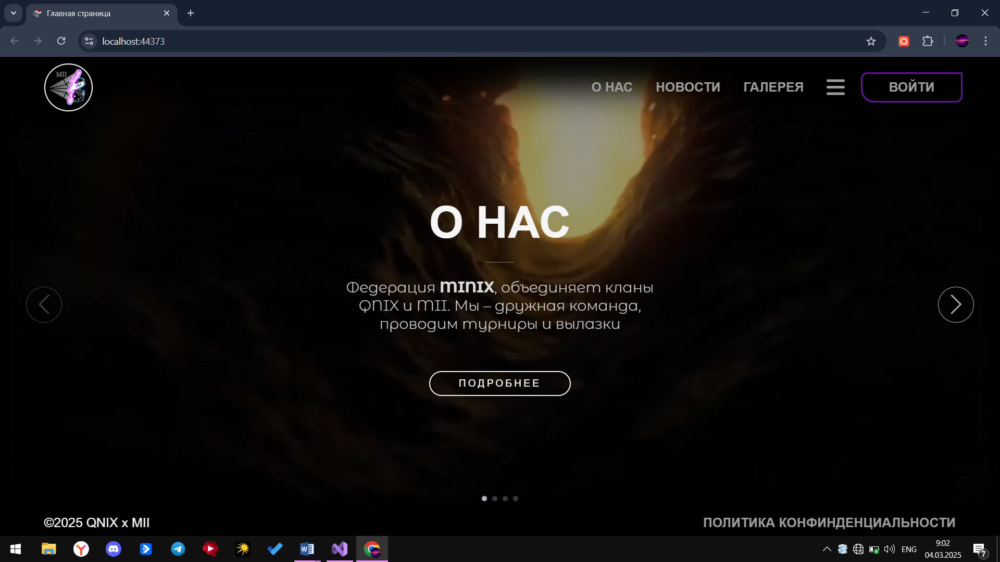 Главная страница
localhost:44373
MII
QNIX
О НАС
НОВОСТИ
ГАЛЕРЕЯ
ВОЙТИ
О НАС
Федерация MINIX, объединяет кланы
QNIX и MII. Мы – дружная команда,
проводим турниры и вылазки
ПОДРОБНЕЕ
©2025 QNIX x MII
ПОЛИТИКА КОНФИНДЕНЦИАЛЬНОСТИ
ENG
9:02
04.03.2025
7